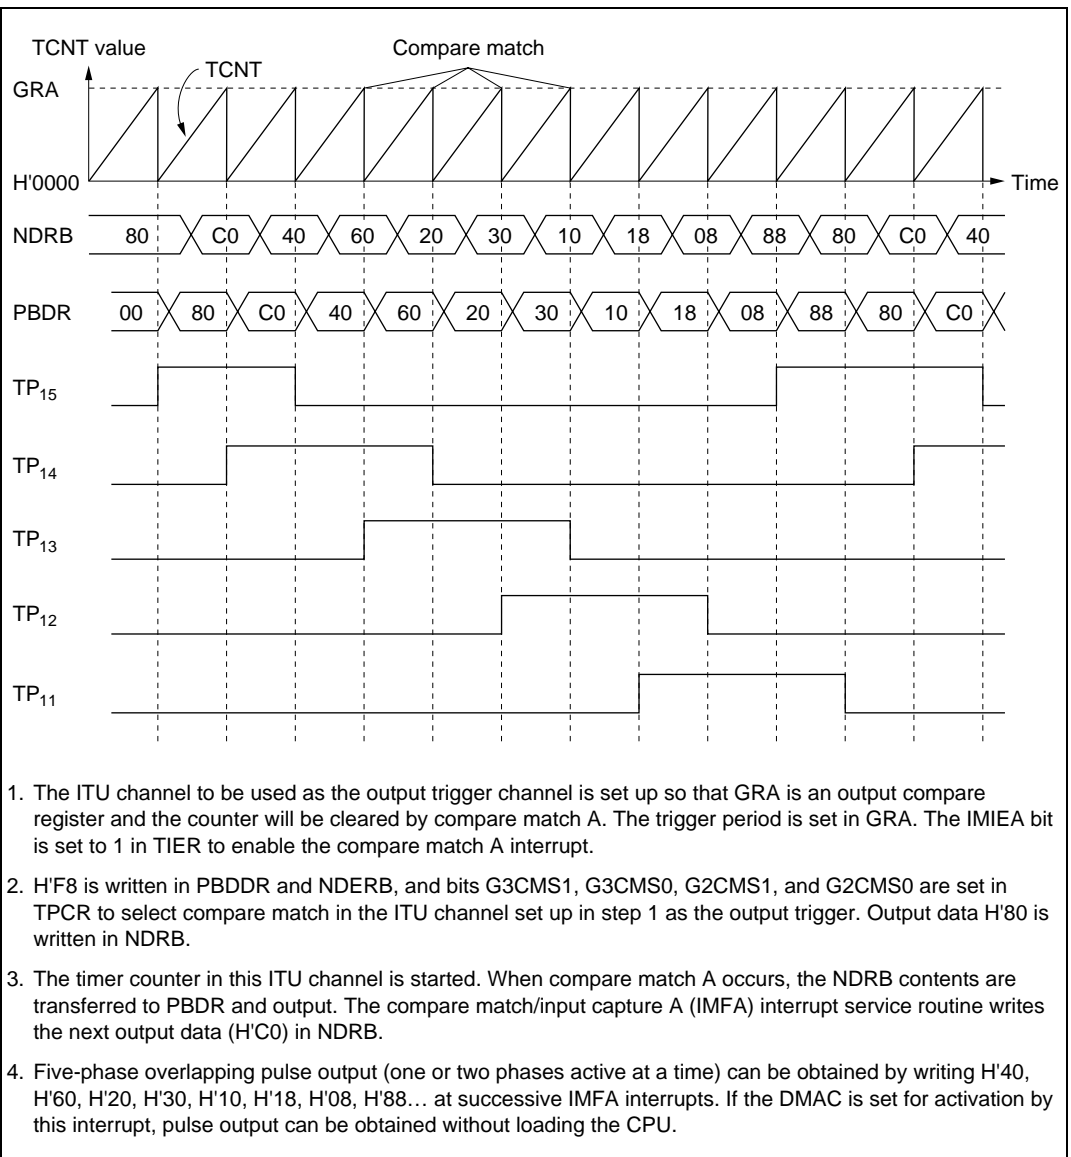 TCNT value
Compare match
TCNT
GRA
H'0000
Time
NDRB 80 C0 40 60 20 30 10 18 08 88 80 C0 40
PBDR 00 80 C0 40 60 20 30 10 18 08 88 80 C0
TP15
TP14
TP13
TP12
TP11
1. The ITU channel to be used as the output trigger channel is set up so that GRA is an output compare
register and the counter will be cleared by compare match A. The trigger period is set in GRA. The IMIEA bit
is set to 1 in TIER to enable the compare match A interrupt.
2. H'F8 is written in PBDDR and NDERB, and bits G3CMS1, G3CMS0, G2CMS1, and G2CMS0 are set in
TPCR to select compare match in the ITU channel set up in step 1 as the output trigger. Output data H'80 is
written in NDRB.
3. The timer counter in this ITU channel is started. When compare match A occurs, the NDRB contents are
transferred to PBDR and output. The compare match/input capture A (IMFA) interrupt service routine writes
the next output data (H'C0) in NDRB.
4. Five-phase overlapping pulse output (one or two phases active at a time) can be obtained by writing H'40,
H'60, H'20, H'30, H'10, H'18, H'08, H'88… at successive IMFA interrupts. If the DMAC is set for activation by
this interrupt, pulse output can be obtained without loading the CPU.